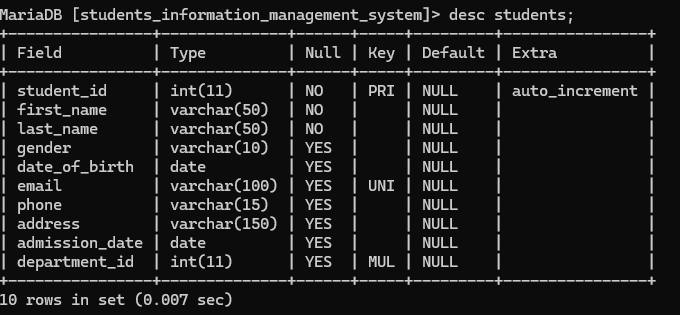 MariaDB [students_information_management_system]> desc students;
+----------------+--------------+------+-----+---------+----------------+
| Field          | Type         | Null | Key | Default | Extra          |
+----------------+--------------+------+-----+---------+----------------+
| student_id     | int(11)      | NO   | PRI | NULL    | auto_increment |
| first_name     | varchar(50)  | NO   |     | NULL    |                |
| last_name      | varchar(50)  | NO   |     | NULL    |                |
| gender         | varchar(10)  | YES  |     | NULL    |                |
| date_of_birth  | date         | YES  |     | NULL    |                |
| email          | varchar(100) | YES  | UNI | NULL    |                |
| phone          | varchar(15)  | YES  |     | NULL    |                |
| address        | varchar(150) | YES  |     | NULL    |                |
| admission_date | date         | YES  |     | NULL    |                |
| department_id  | int(11)      | YES  | MUL | NULL    |                |
+----------------+--------------+------+-----+---------+----------------+
10 rows in set (0.007 sec)